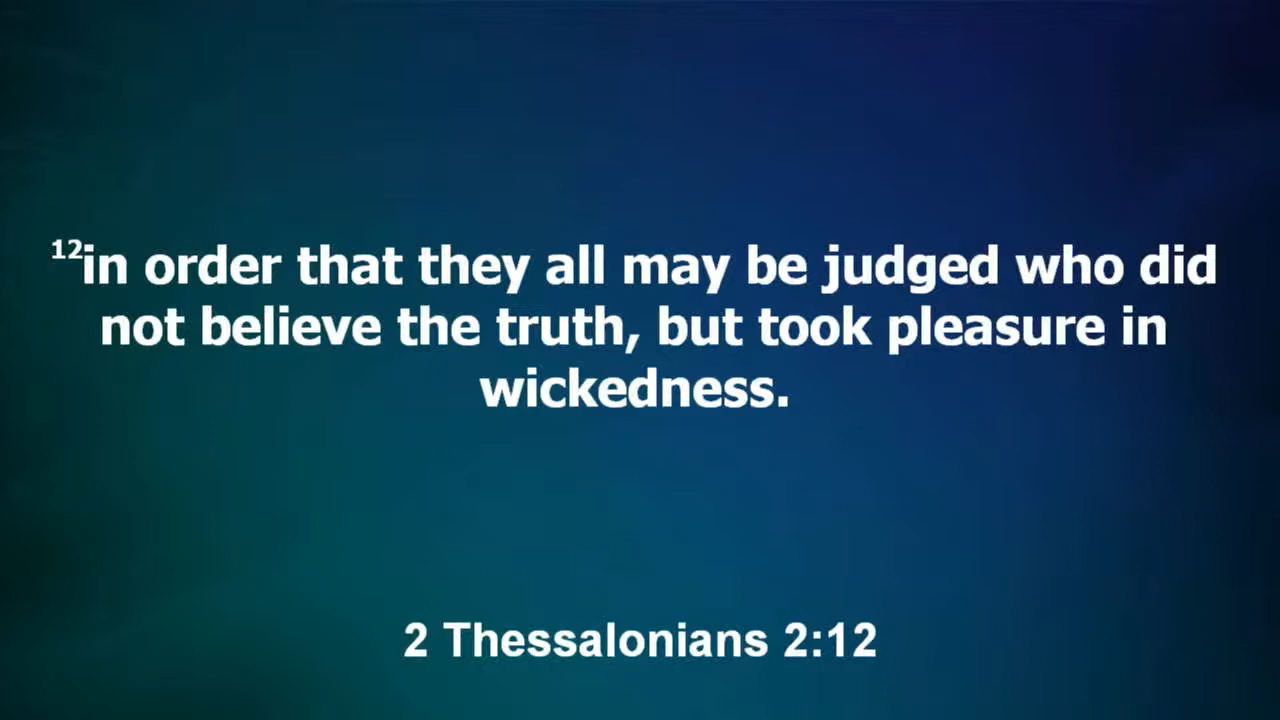 ¹²in order that they all may be judged who did
not believe the truth, but took pleasure in
wickedness.
2 Thessalonians 2:12